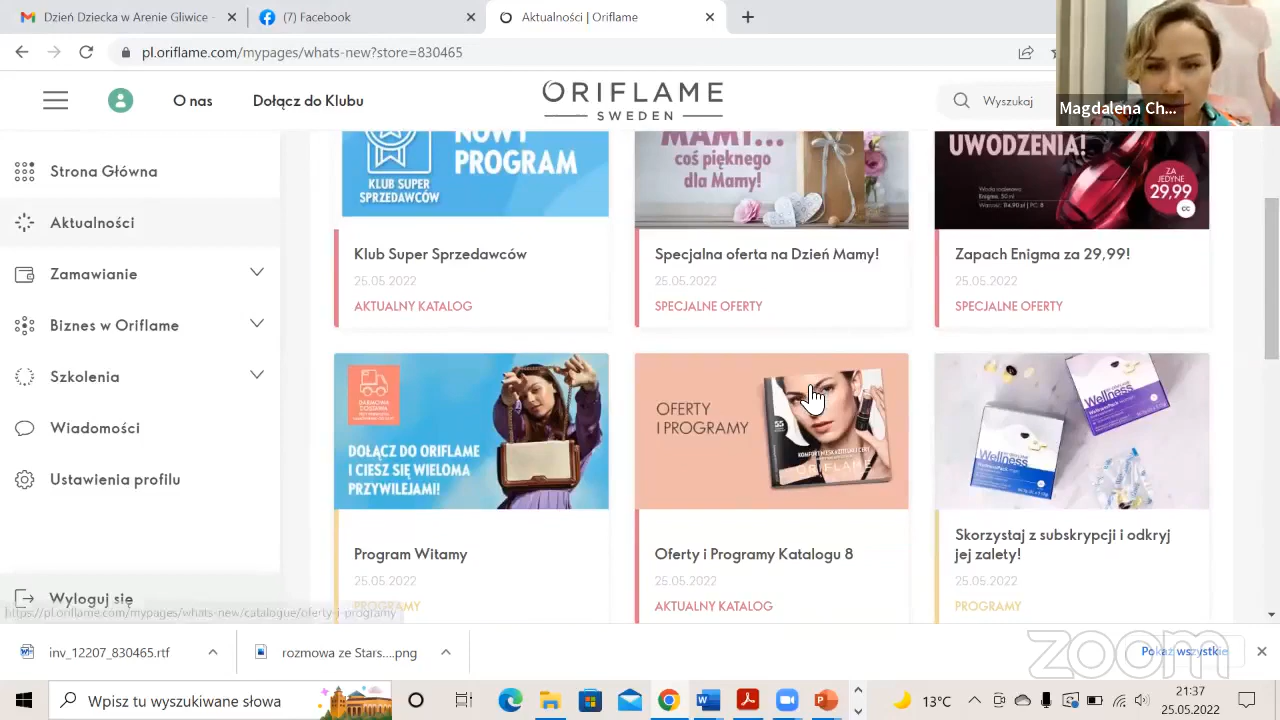 Dzień Dziecka w Arenie Gliwice -
(7) Facebook
Aktualności | Oriflame
pl.oriflame.com/mypages/whats-new?store=830465
O nas
Dołącz do Klubu
ORIFLAME
SWEDEN
Wyszukaj
Magdalena Ch...
Strona Główna
Aktualności
Zamawianie
Biznes w Oriflame
Szkolenia
Wiadomości
Ustawienia profilu
Wyloguj się
https://pl.oriflame.com/mypages/whats-new/catalogue/oferty-i-programy
NOWY
PROGRAM
KLUB SUPER
SPRZEDAWCÓW
Klub Super Sprzedawców
25.05.2022
AKTUALNY KATALOG
MAMI...
coś pięknego
dla Mamy!
Specjalna oferta na Dzień Mamy!
25.05.2022
SPECJALNE OFERTY
UWODZENIA!
ZA
JEDYNE
29,99
CC
Zapach Enigma za 29,99!
25.05.2022
SPECJALNE OFERTY
DARMOWA
DOSTAWA
DOŁĄCZ DO ORIFLAME
I CIESZ SIĘ WIELOMA
PRZYWILEJAMI!
Program Witamy
25.05.2022
PROGRAMY
OFERTY
I PROGRAMY
ORIFLAME
Oferty i Programy Katalogu 8
25.05.2022
AKTUALNY KATALOG
Wellness
Wellness
Skorzystaj z subskrypcji i odkryj
jej zalety!
25.05.2022
PROGRAMY
inv_12207_830465.rtf
rozmowa ze Stars....png
Pokaż wszystkie
zoom
Wpisz tu wyszukiwane słowa
13°C
21:37
25.05.2022